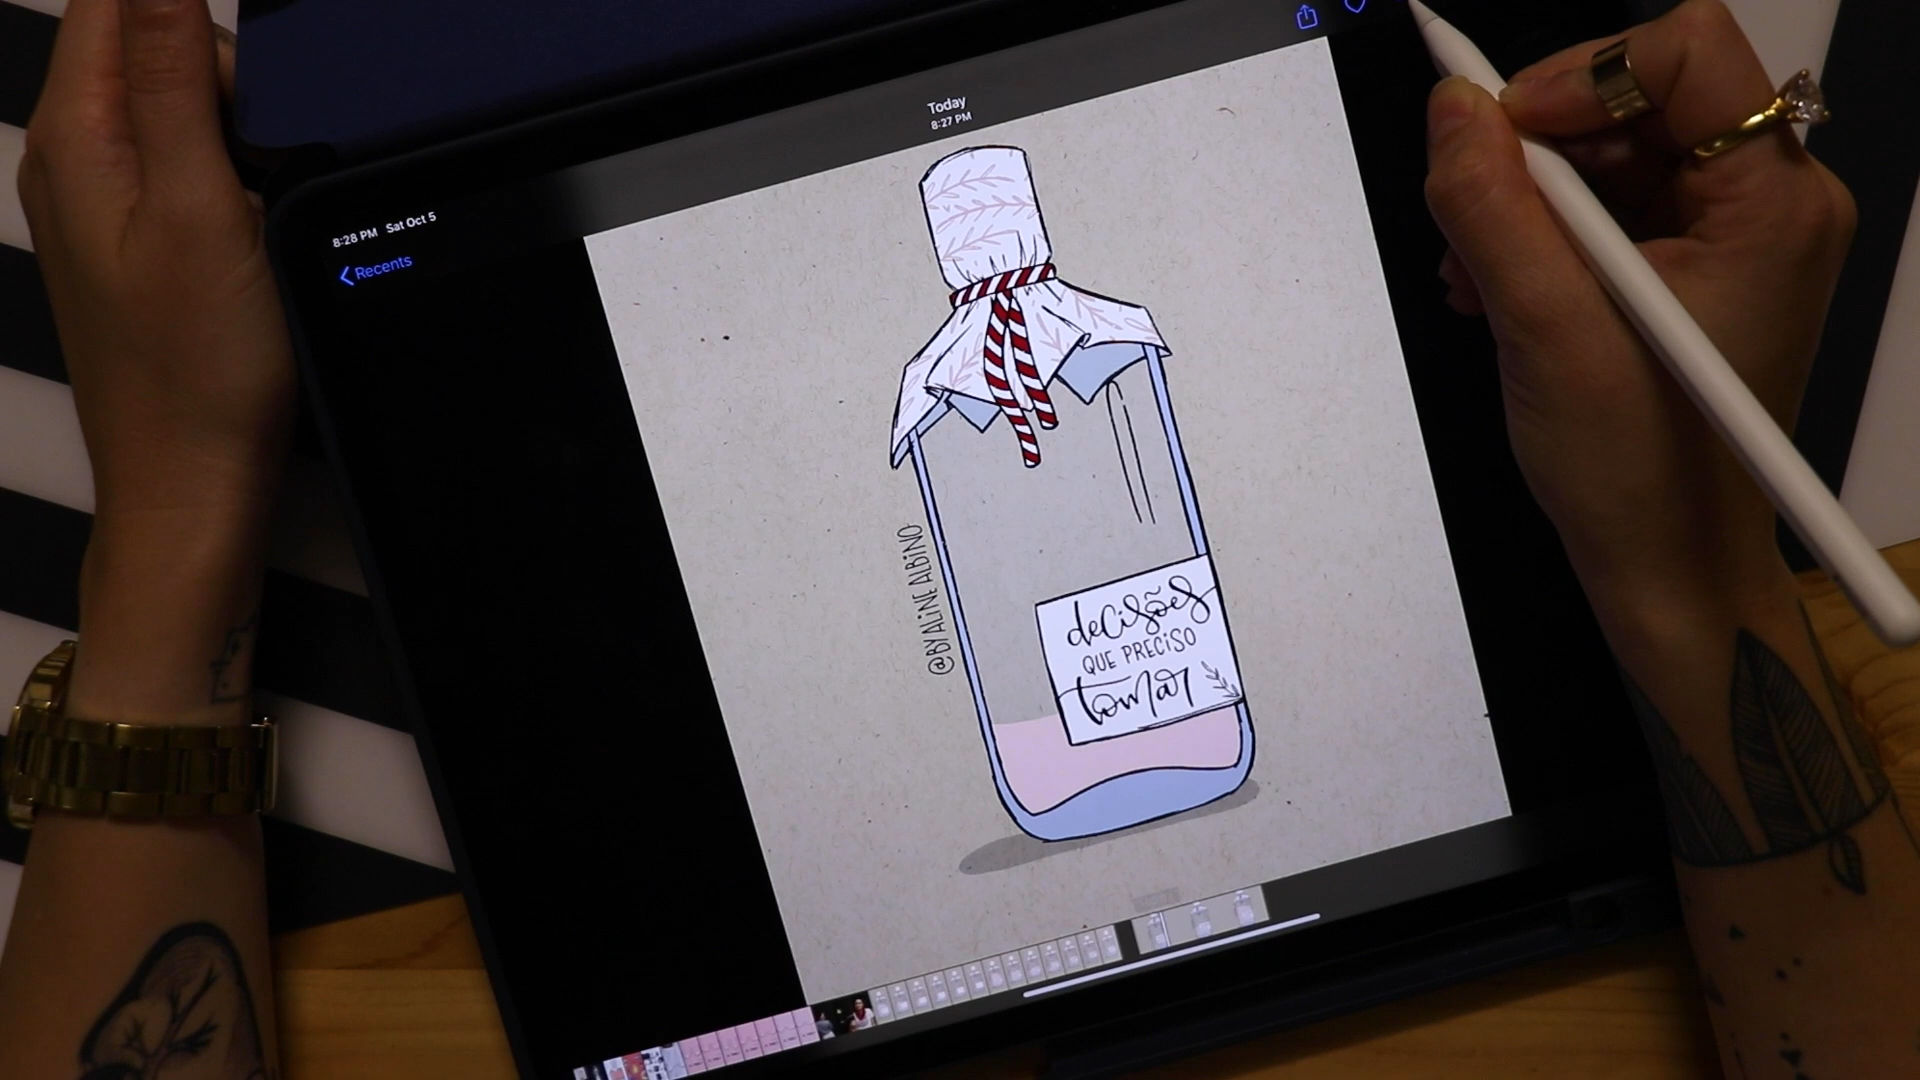 Today
8:27 PM
8:28 PM Sat Oct 5
Recents
@BYALINEALBINO
decisões
QUE PRECISO
tomar